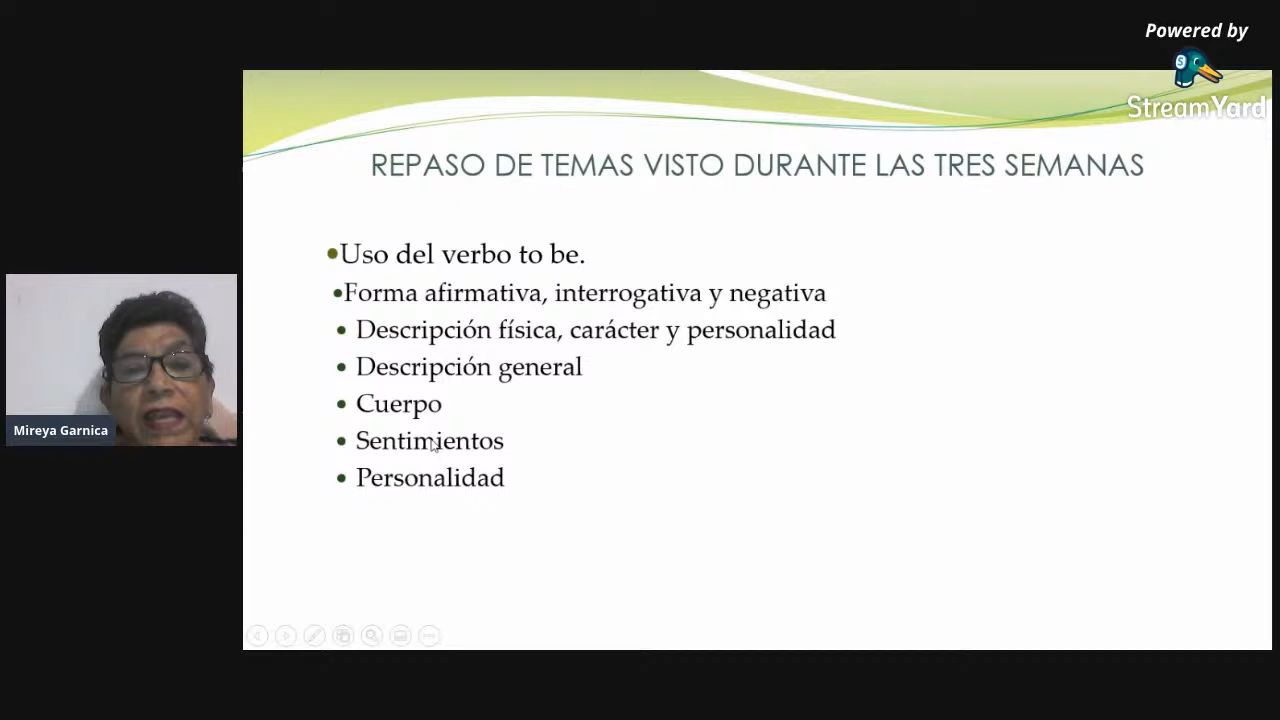 Powered by
StreamYard
REPASO DE TEMAS VISTO DURANTE LAS TRES SEMANAS
•Uso del verbo to be.
•Forma afirmativa, interrogativa y negativa
• Descripción física, carácter y personalidad
• Descripción general
• Cuerpo
• Sentimientos
• Personalidad
Mireya Garnica